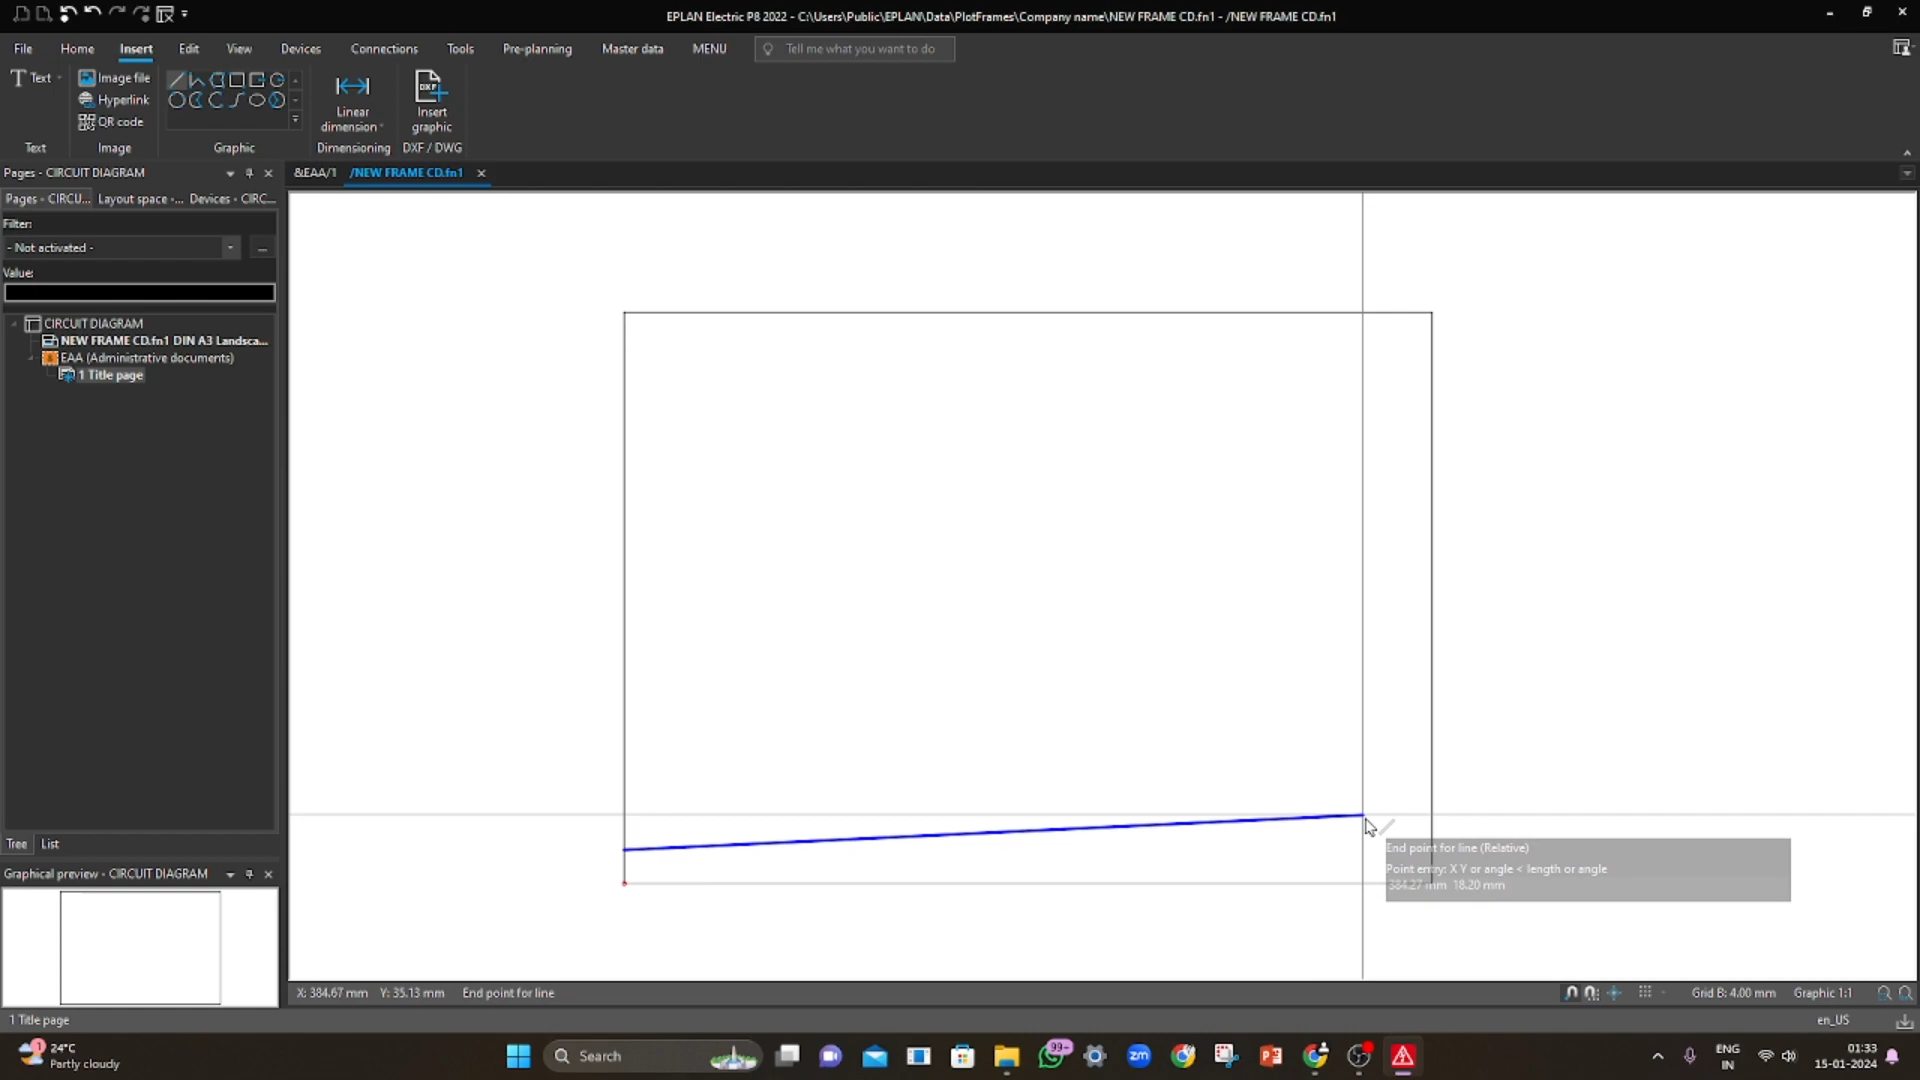 EPLAN Electric P8 2022 - C:\Users\Public\EPLAN\Data\PlotFrames\Company name\NEW FRAME CD.fn1 - /NEW FRAME CD.fn1
File Home Insert Edit View Devices Connections Tools Pre-planning Master data MENU Tell me what you want to do
Text
Image file
Hyperlink
QR code
Linear dimension
DXF
Insert graphic
Text Image Graphic Dimensioning DXF / DWG
Pages - CIRCUIT DIAGRAM
&EAA/1 /NEW FRAME CD.fn1
Pages - CIRCU... Layout space -... Devices - CIRC...
Filter:
- Not activated -
...
Value:
CIRCUIT DIAGRAM
NEW FRAME CD.fn1 DIN A3 Landsca...
EAA (Administrative documents)
1 Title page
Tree List
Graphical preview - CIRCUIT DIAGRAM
End point for line (Relative)
Point entry: X Y or angle < length or angle
384.27 mm 18.20 mm
X: 384.67 mm Y: 35.13 mm End point for line
Grid B: 4.00 mm Graphic 1:1
1 Title page
en_US
1
24°C
Partly cloudy
Search
99+
zm
ENG
IN
01:33
15-01-2024